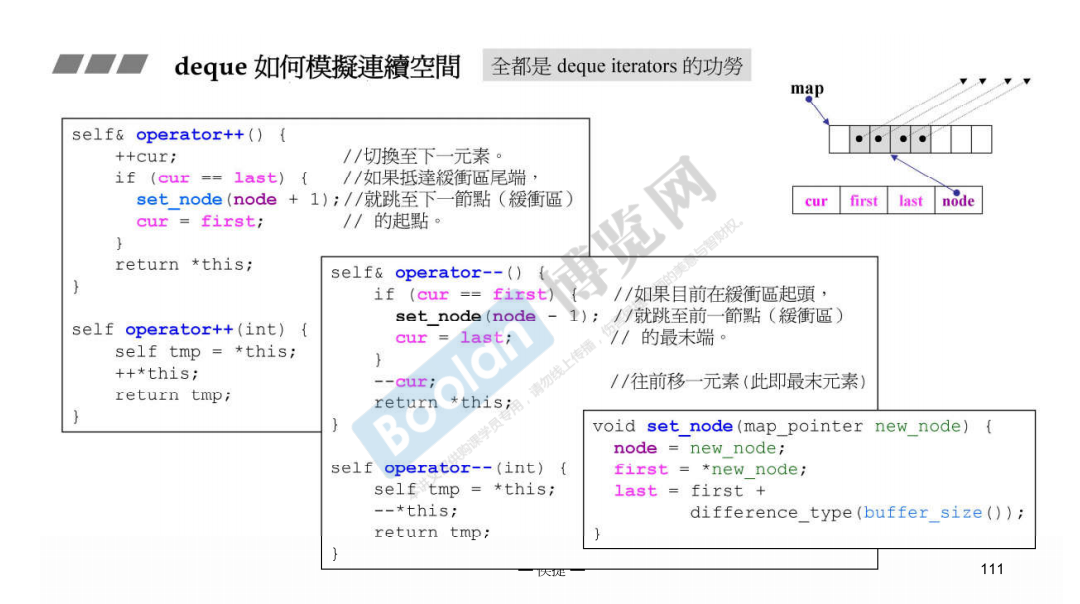 deque 如何模擬連續空間
全都是 deque iterators 的功勞
map
cur first last node
self& operator++() {
++cur; //切換至下一元素。
if (cur == last) { //如果抵達緩衝區尾端，
set_node(node + 1); //就跳至下一節點（緩衝區）
cur = first; // 的起點。
}
return *this;
}
self operator++(int) {
self tmp = *this;
++*this;
return tmp;
}
self& operator--() {
if (cur == first) { //如果目前在緩衝區起頭，
set_node(node - 1); //就跳至前一節點（緩衝區）
cur = last; // 的最末端。
}
--cur; //往前移一元素(此即最末元素)
return *this;
}
self operator--(int) {
self tmp = *this;
--*this;
return tmp;
}
void set_node(map_pointer new_node) {
node = new_node;
first = *new_node;
last = first +
difference_type(buffer_size());
}
Boolan 博览网
111